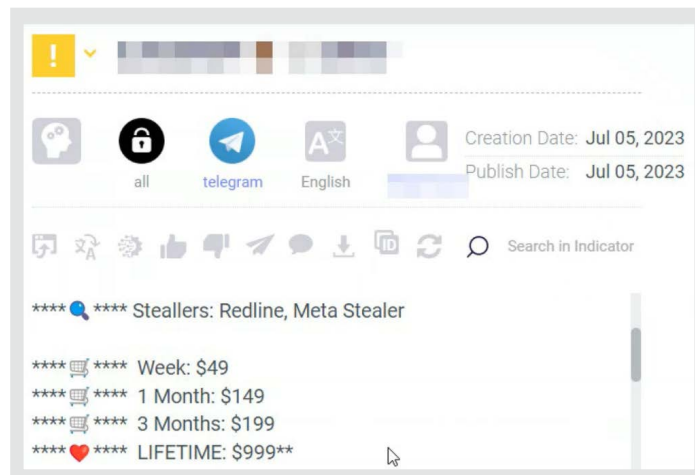 Creation Date: Jul 05, 2023
Publish Date: Jul 05, 2023
all telegram English
Search in Indicator
**** 🔍 **** Steallers: Redline, Meta Stealer
**** 🛒 **** Week: $49
**** 🛒 **** 1 Month: $149
**** 🛒 **** 3 Months: $199
**** ❤️ **** LIFETIME: $999**